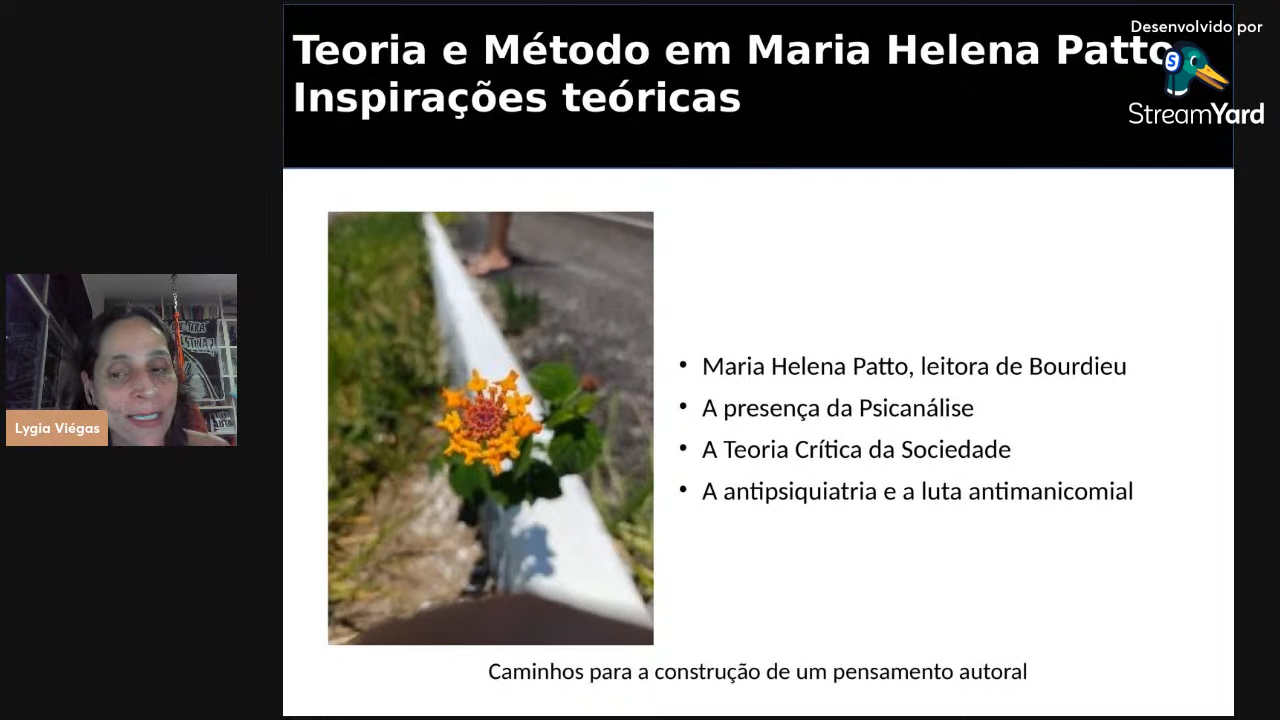 Teoria e Método em Maria Helena Patto
Inspirações teóricas
Desenvolvido por
StreamYard
• Maria Helena Patto, leitora de Bourdieu
• A presença da Psicanálise
• A Teoria Crítica da Sociedade
• A antipsiquiatria e a luta antimanicomial
Lygia Viégas
Caminhos para a construção de um pensamento autoral